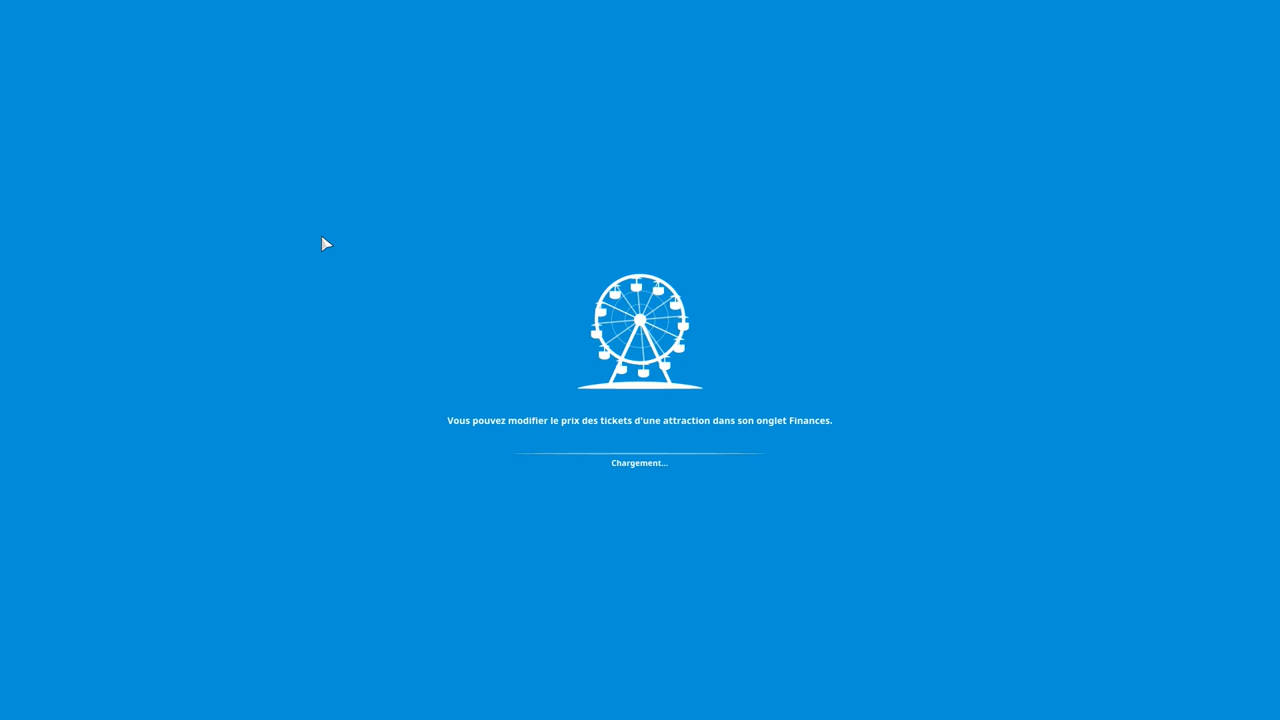 Vous pouvez modifier le prix des tickets d'une attraction dans son onglet Finances.
Chargement...